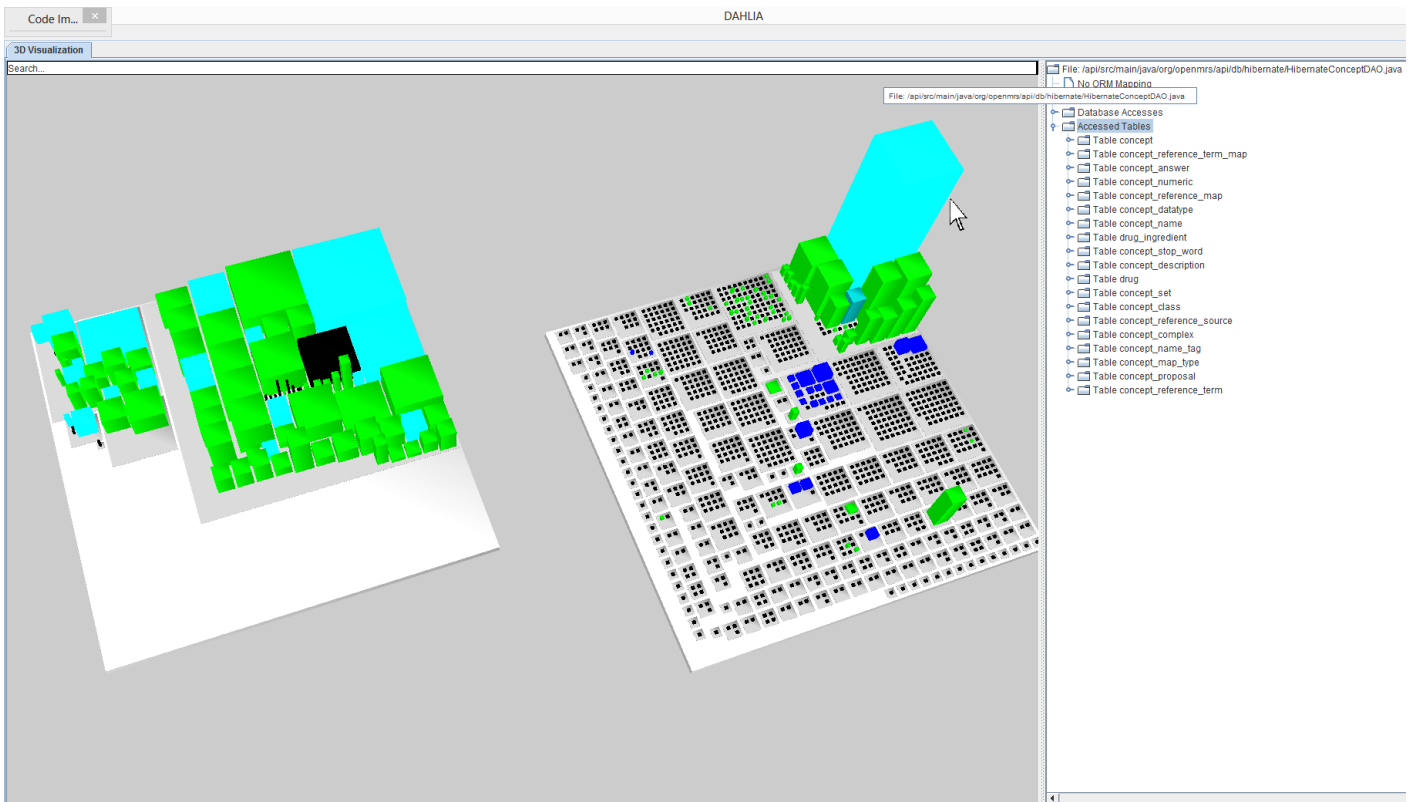 Code Im...
DAHLIA
3D Visualization
Search...
File: /api/src/main/java/org/openmrs/api/db/hibernate/HibernateConceptDAO.java
No ORM Mapping
File: /api/src/main/java/org/openmrs/api/db/hibernate/HibernateConceptDAO.java
Database Accesses
Accessed Tables
Table concept
Table concept_reference_term_map
Table concept_answer
Table concept_numeric
Table concept_reference_map
Table concept_datatype
Table concept_name
Table drug_ingredient
Table concept_stop_word
Table concept_description
Table drug
Table concept_set
Table concept_class
Table concept_reference_source
Table concept_complex
Table concept_name_tag
Table concept_map_type
Table concept_proposal
Table concept_reference_term